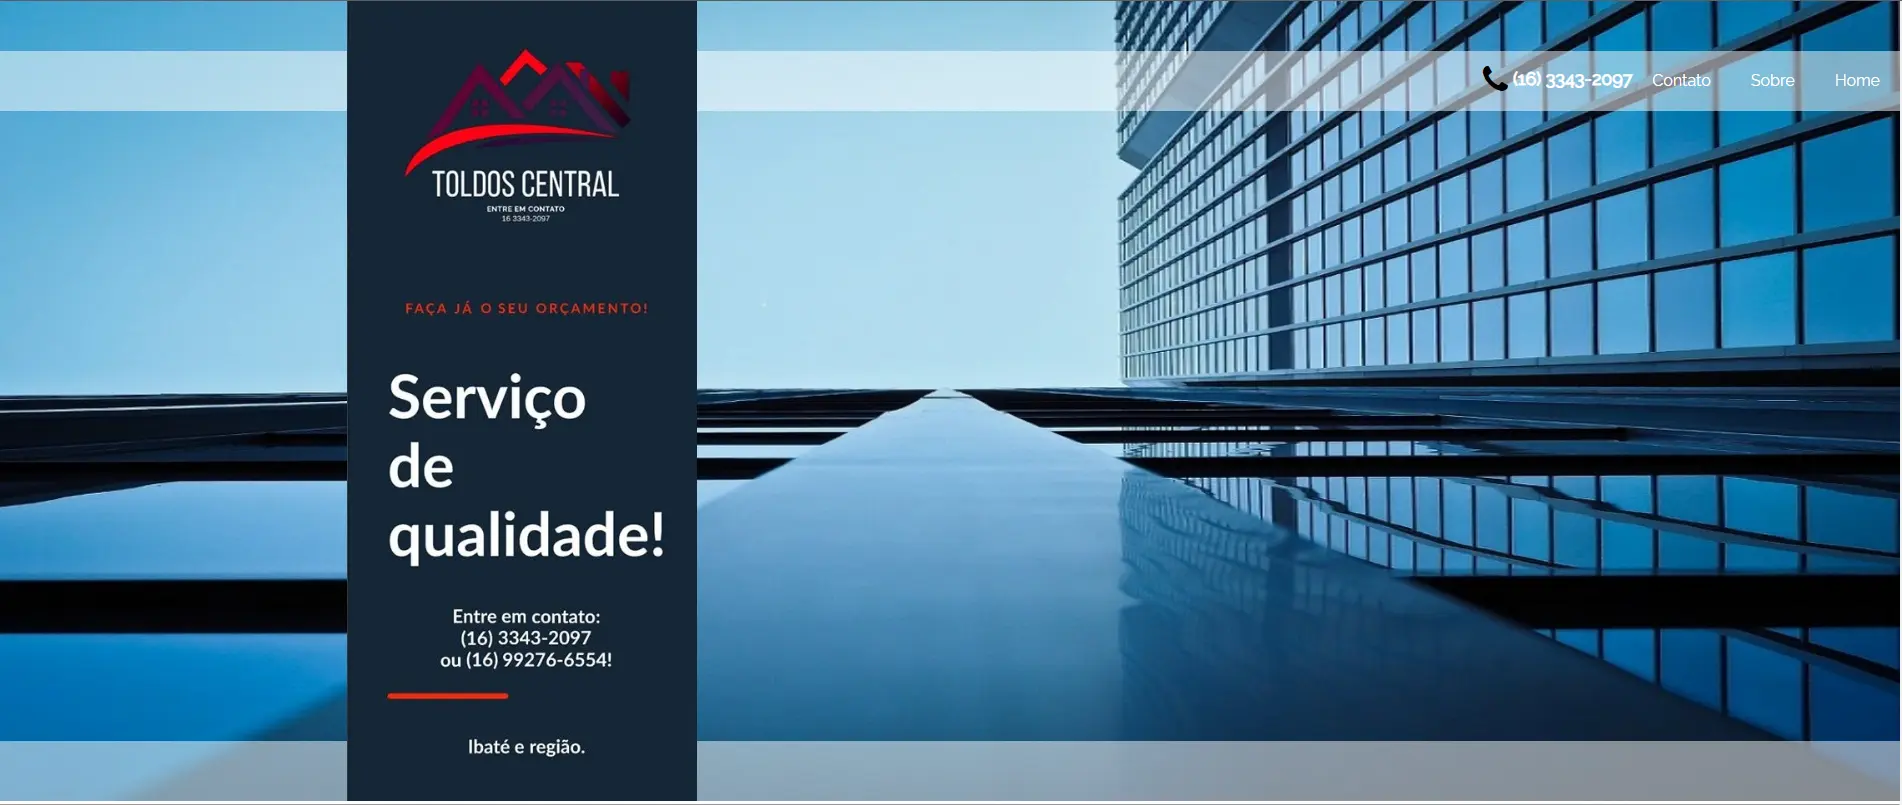 (16) 3343-2097 Contato Sobre Home
TOLDOS CENTRAL
ENTRE EM CONTATO
16 3343-2097
FAÇA JÁ O SEU ORÇAMENTO!
Serviço
de
qualidade!
Entre em contato:
(16) 3343-2097
ou (16) 99276-6554!
Ibaté e região.